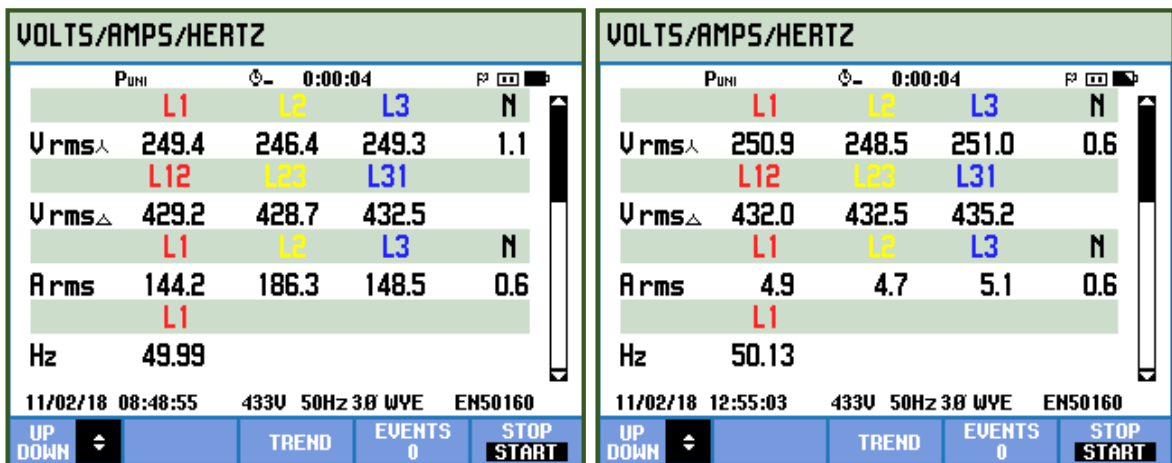 VOLTS/AMPS/HERTZ
PUNI 0:00:04
L1 L2 L3 N
Vrms 249.4 246.4 249.3 1.1
L12 L23 L31
Vrms 429.2 428.7 432.5
L1 L2 L3 N
Arms 144.2 186.3 148.5 0.6
L1
Hz 49.99
11/02/18 08:48:55 433V 50Hz 3Ø WYE EN50160
UP DOWN TREND EVENTS 0 STOP START
VOLTS/AMPS/HERTZ
PUNI 0:00:04
L1 L2 L3 N
Vrms 250.9 248.5 251.0 0.6
L12 L23 L31
Vrms 432.0 432.5 435.2
L1 L2 L3 N
Arms 4.9 4.7 5.1 0.6
L1
Hz 50.13
11/02/18 12:55:03 433V 50Hz 3Ø WYE EN50160
UP DOWN TREND EVENTS 0 STOP START